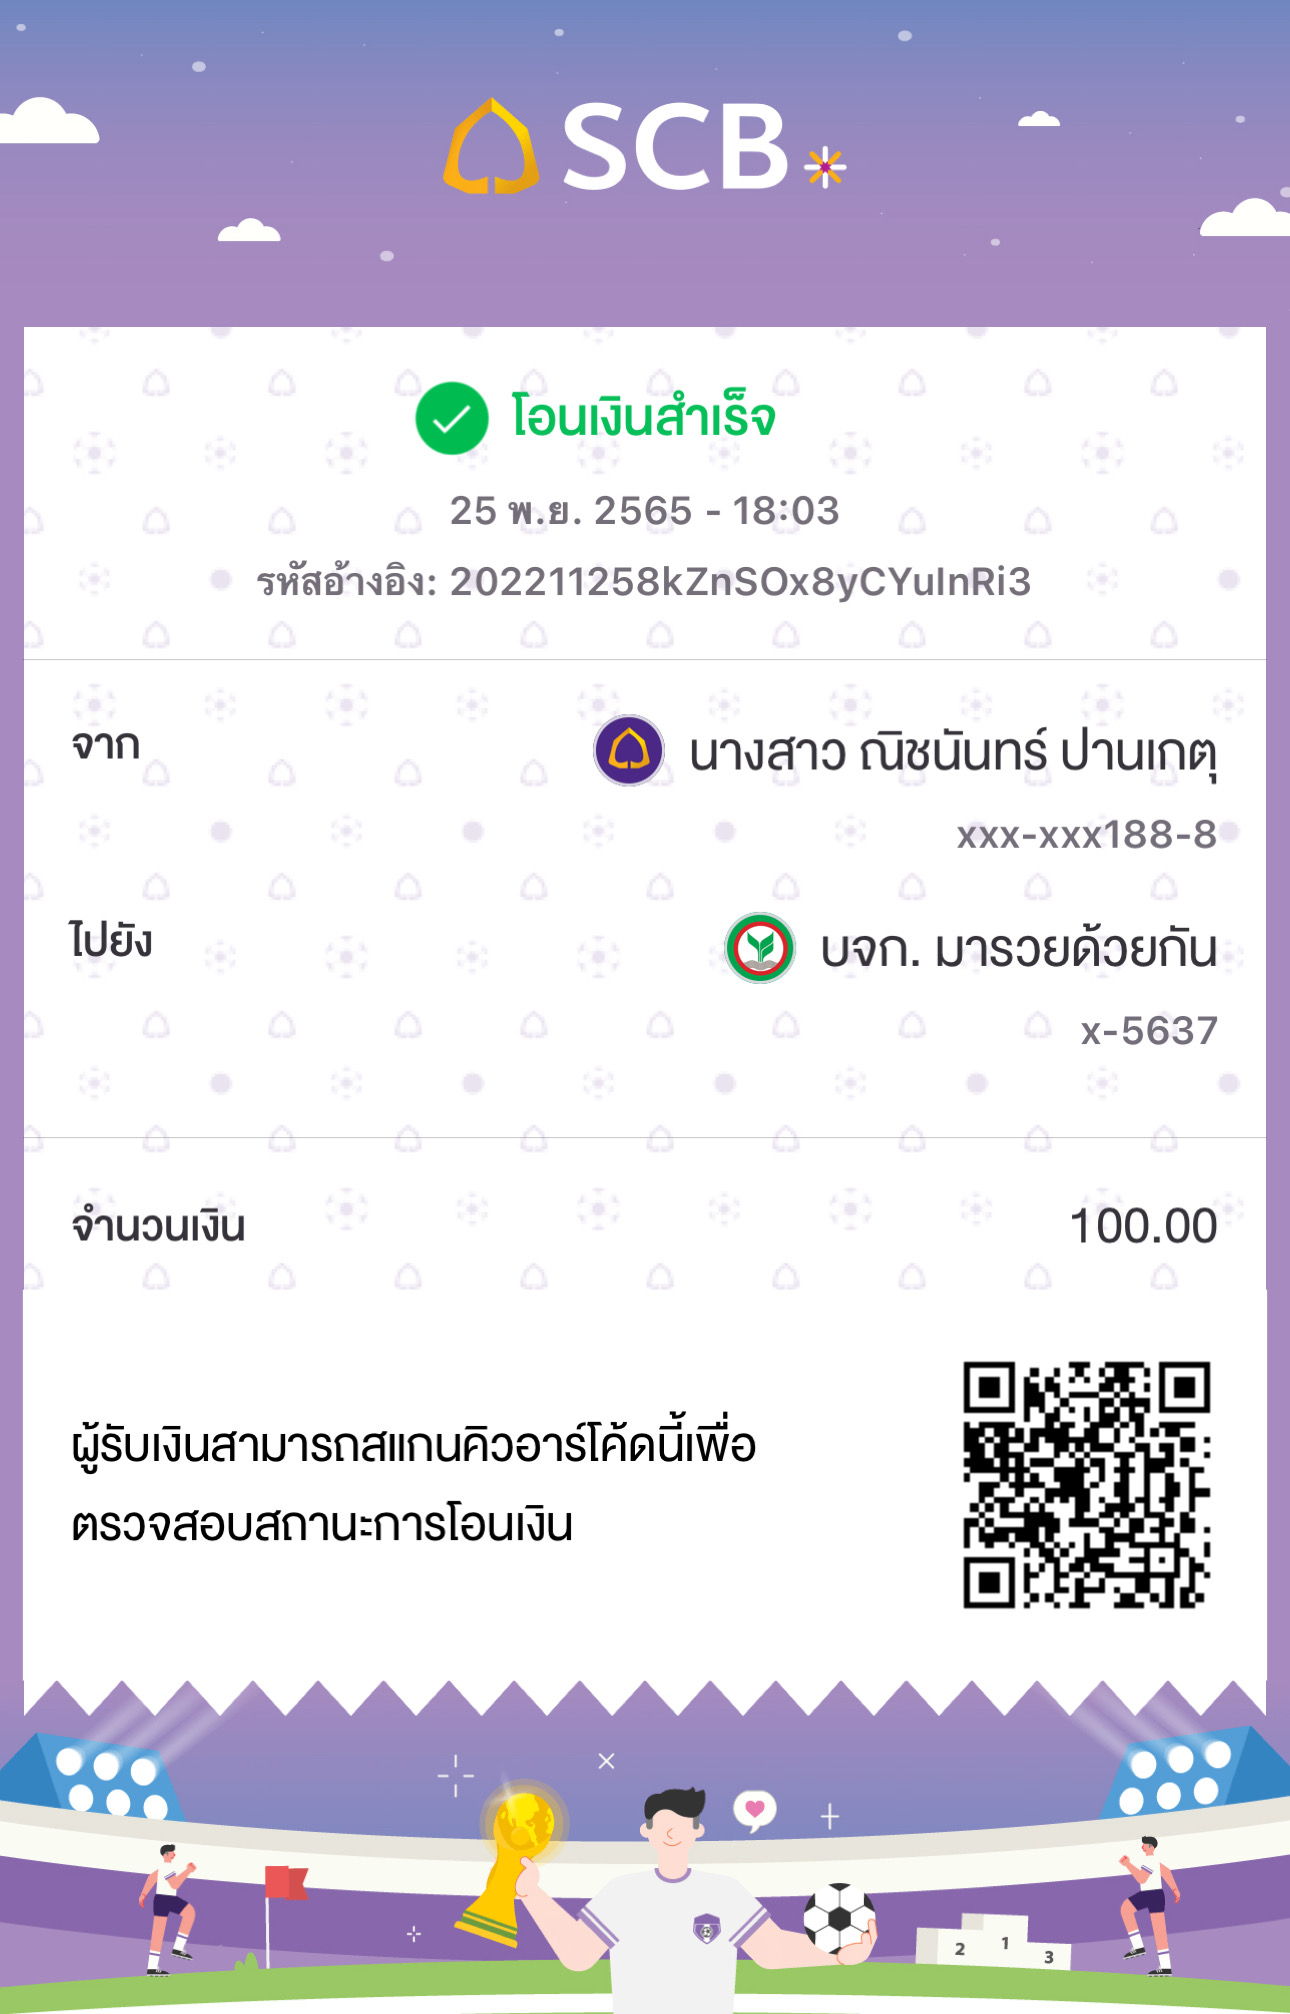 SCB
โอนเงินสำเร็จ
25 พ.ย. 2565 - 18:03
รหัสอ้างอิง: 202211258kZnSOx8yCYuInRi3
จาก
นางสาว ณิชนันทร์ ปานเกตุ
xxx-xxx188-8
ไปยัง
บจก. มารวยด้วยกัน
x-5637
จำนวนเงิน 100.00
ผู้รับเงินสามารถสแกนคิวอาร์โค้ดนี้เพื่อ
ตรวจสอบสถานะการโอนเงิน
2 1 3